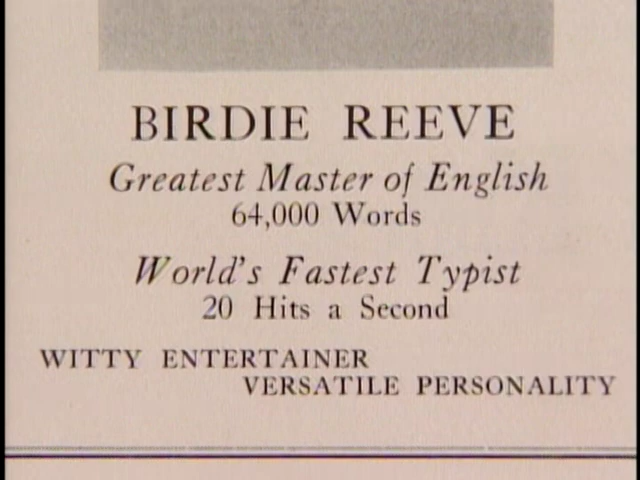 BIRDIE REEVE
Greatest Master of English
64,000 Words
World's Fastest Typist
20 Hits a Second
WITTY ENTERTAINER
VERSATILE PERSONALITY